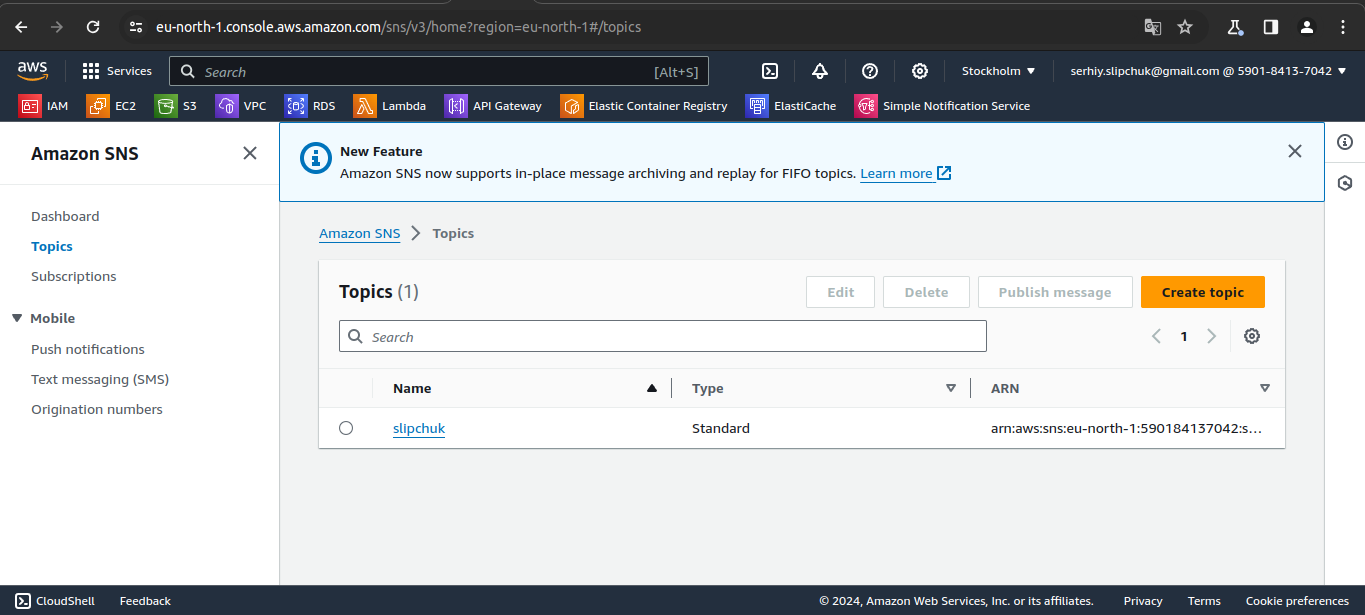 eu-north-1.console.aws.amazon.com/sns/v3/home?region=eu-north-1#/topics
aws Services Search [Alt+S] Stockholm serhiy.slipchuk@gmail.com @ 5901-8413-7042
IAM EC2 S3 VPC RDS Lambda API Gateway Elastic Container Registry ElastiCache Simple Notification Service
Amazon SNS
Dashboard
Topics
Subscriptions
Mobile
Push notifications
Text messaging (SMS)
Origination numbers
New Feature
Amazon SNS now supports in-place message archiving and replay for FIFO topics. Learn more
Amazon SNS Topics
Topics (1) Edit Delete Publish message Create topic
Search 1
Name Type ARN
slipchuk Standard arn:aws:sns:eu-north-1:590184137042:s...
CloudShell Feedback © 2024, Amazon Web Services, Inc. or its affiliates. Privacy Terms Cookie preferences